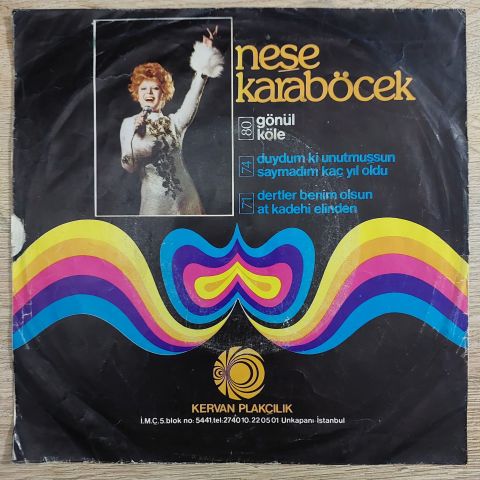 neşe
karaböcek
80 gönül
köle
74 duydum ki unutmuşsun
saymadım kaç yıl oldu
71 dertler benim olsun
at kadehi elinden
KERVAN PLAKÇILIK
İ.M.Ç. 5. blok no: 5441. tel: 27 40 10. 22 05 01 Unkapanı-İstanbul